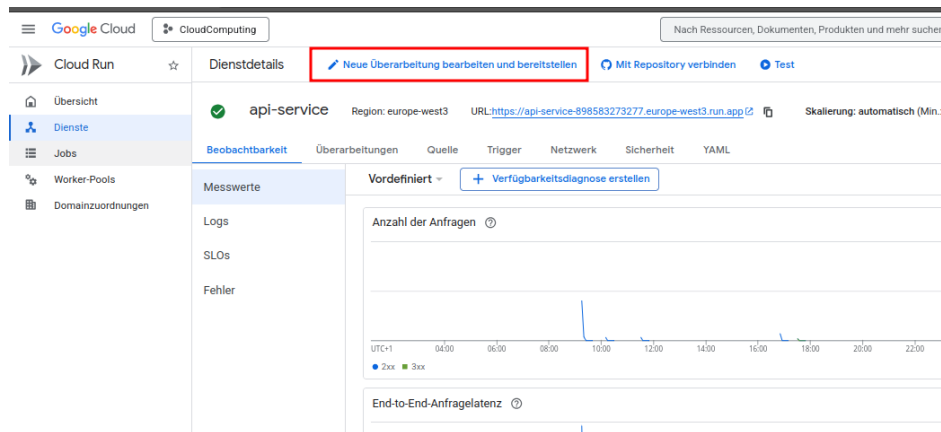 Google Cloud
CloudComputing
Nach Ressourcen, Dokumenten, Produkten und mehr suchen
Cloud Run
Dienstdetails
Neue Überarbeitung bearbeiten und bereitstellen
Mit Repository verbinden
Test
Übersicht
Dienste
Jobs
Worker-Pools
Domainzuordnungen
api-service
Region: europe-west3
URL:https://api-service-898583273277.europe-west3.run.app
Skalierung: automatisch (Min.:
Beobachtbarkeit
Überarbeitungen
Quelle
Trigger
Netzwerk
Sicherheit
YAML
Messwerte
Logs
SLOs
Fehler
Vordefiniert
+ Verfügbarkeitsdiagnose erstellen
Anzahl der Anfragen
UTC+1 04:00 06:00 08:00 10:00 12:00 14:00 16:00 18:00 20:00 22:00
2xx 3xx
End-to-End-Anfragelatenz